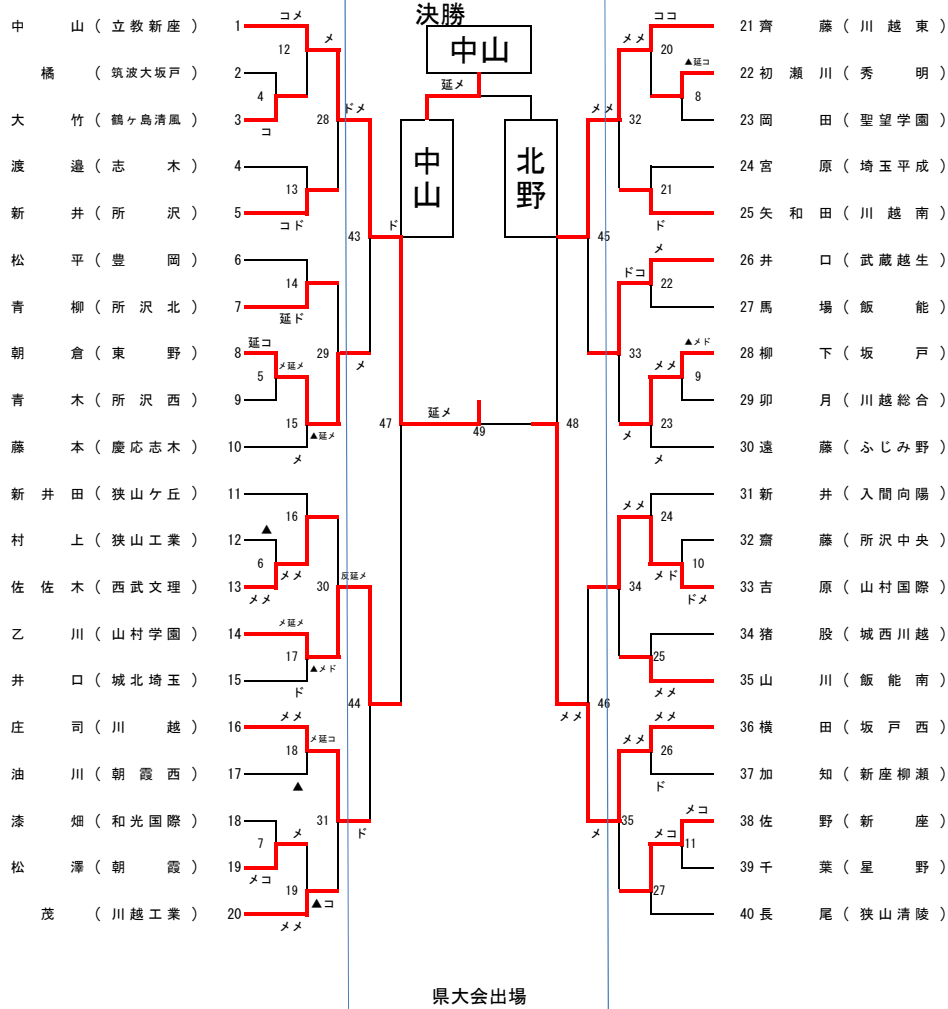 決勝
中山
延メ
中山
北野
中 山 ( 立教新座 ) 1
橘 ( 筑波大坂戸 ) 2
大 竹 ( 鶴ヶ島清風 ) 3
渡 邉 ( 志 木 ) 4
新 井 ( 所 沢 ) 5
松 平 ( 豊 岡 ) 6
青 柳 ( 所 沢 北 ) 7
朝 倉 ( 東 野 ) 8
青 木 ( 所 沢 西 ) 9
藤 本 ( 慶応志木 ) 10
新 井 田 ( 狭山ケ丘 ) 11
村 上 ( 狭山工業 ) 12
佐 佐 木 ( 西武文理 ) 13
乙 川 ( 山村学園 ) 14
井 口 ( 城北埼玉 ) 15
庄 司 ( 川 越 ) 16
油 川 ( 朝 霞 西 ) 17
漆 畑 ( 和光国際 ) 18
松 澤 ( 朝 霞 ) 19
茂 ( 川越工業 ) 20
コメ
12
メ
4
コ
28
ドメ
13
コド
43
ド
14
延ド
延コ
5
メ延メ
29
メ
15
▲延メ
メ
47
延メ
49
48
16
▲
6
メメ
メメ
30
反延メ
メ延メ
17
▲メド
ド
44
メメ
18
メ延コ
▲
31
ド
7
メ
メコ
19
▲コ
メメ
21 齊 藤 ( 川 越 東 )
22 初 瀬 川 ( 秀 明 )
23 岡 田 ( 聖望学園 )
24 宮 原 ( 埼玉平成 )
25 矢 和 田 ( 川越南 )
26 井 口 ( 武蔵越生 )
27 馬 場 ( 飯 能 )
28 柳 下 ( 坂 戸 )
29 卯 月 ( 川越総合 )
30 遠 藤 ( ふじみ野 )
31 新 井 ( 入間向陽 )
32 齋 藤 ( 所沢中央 )
33 吉 原 ( 山村国際 )
34 猪 股 ( 城西川越 )
35 山 川 ( 飯 能 南 )
36 横 田 ( 坂 戸 西 )
37 加 知 ( 新座柳瀬 )
38 佐 野 ( 新 座 )
39 千 葉 ( 星 野 )
40 長 尾 ( 狭山清陵 )
ココ
メメ
20
▲延コ
8
メメ
32
21
ド
45
メ
ドコ
22
33
▲メド
メメ
9
メ
23
メ
メメ
24
メド
10
ドメ
34
25
メメ
メメ
46
メメ
メメ
26
ド
メ
35
メコ
メコ
11
27
県大会出場